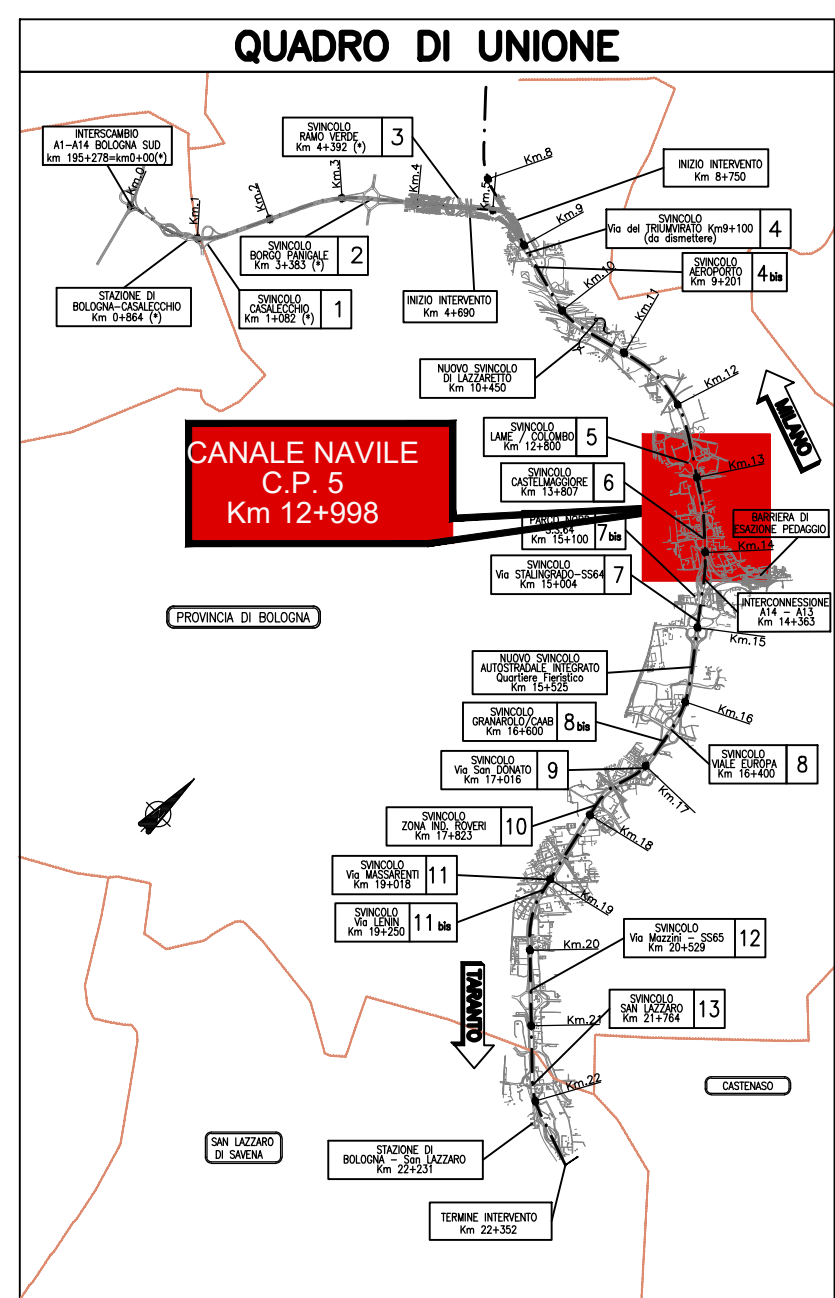 QUADRO DI UNIONE
INTERSCAMBIO
A1-A14 BOLOGNA SUD
km 195+278=km0+00(*)
SVINCOLO
RAMO VERDE
Km 4+392 (*)
3
Km.0
Km.1
Km.2
Km.3
Km.4
Km.5
Km.8
INIZIO INTERVENTO
Km 8+750
Km.9
SVINCOLO
Via del TRIUMVIRATO Km9+100
(da dismettere)
4
SVINCOLO
BORGO PANIGALE
Km 3+383 (*)
2
SVINCOLO
AEROPORTO
Km 9+201
4bis
STAZIONE DI
BOLOGNA-CASALECCHIO
Km 0+864 (*)
SVINCOLO
CASALECCHIO
Km 1+082 (*)
1
INIZIO INTERVENTO
Km 4+690
Km.10
Km.11
NUOVO SVINCOLO
DI LAZZARETTO
Km 10+450
Km.12
MILANO
SVINCOLO
LAME / COLOMBO
Km 12+800
5
CANALE NAVILE
C.P. 5
Km 12+998
Km.13
SVINCOLO
CASTELMAGGIORE
Km 13+807
6
PARCO NORD
S.S.64
Km 15+100
7bis
BARRIERA DI
ESAZIONE PEDAGGIO
Km.14
SVINCOLO
Via STALINGRADO-SS64
Km 15+004
7
INTERCONNESSIONE
A14 - A13
Km 14+363
PROVINCIA DI BOLOGNA
Km.15
NUOVO SVINCOLO
AUTOSTRADALE INTEGRATO
Quartiere Fieristico
Km 15+525
SVINCOLO
GRANAROLO/CAAB
Km 16+600
8bis
Km.16
SVINCOLO
VIALE EUROPA
Km 16+400
8
SVINCOLO
Via San DONATO
Km 17+016
9
Km.17
SVINCOLO
ZONA IND. ROVERI
Km 17+823
10
Km.18
SVINCOLO
Via MASSARENTI
Km 19+018
11
Km.19
SVINCOLO
Via LENIN
Km 19+250
11 bis
SVINCOLO
Via Mazzini - SS65
Km 20+529
12
Km.20
TARANTO
SVINCOLO
SAN LAZZARO
Km 21+764
13
Km.21
Km.22
CASTENASO
SAN LAZZARO
DI SAVENA
STAZIONE DI
BOLOGNA - San LAZZARO
Km 22+231
TERMINE INTERVENTO
Km 22+352